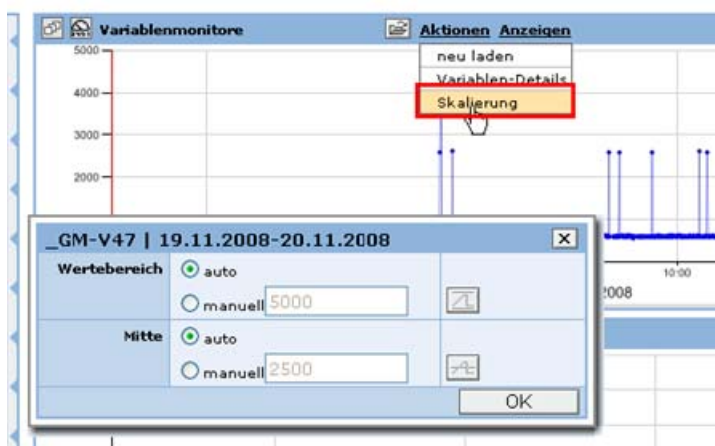 Variablenmonitore
Aktionen Anzeigen
5000
neu laden
Variablen-Details
4000
Skalierung
3000
2000
_GM-V47 | 19.11.2008-20.11.2008
Wertebereich
auto
manuell 5000
10:00
2008
Mitte
auto
manuell 2500
OK